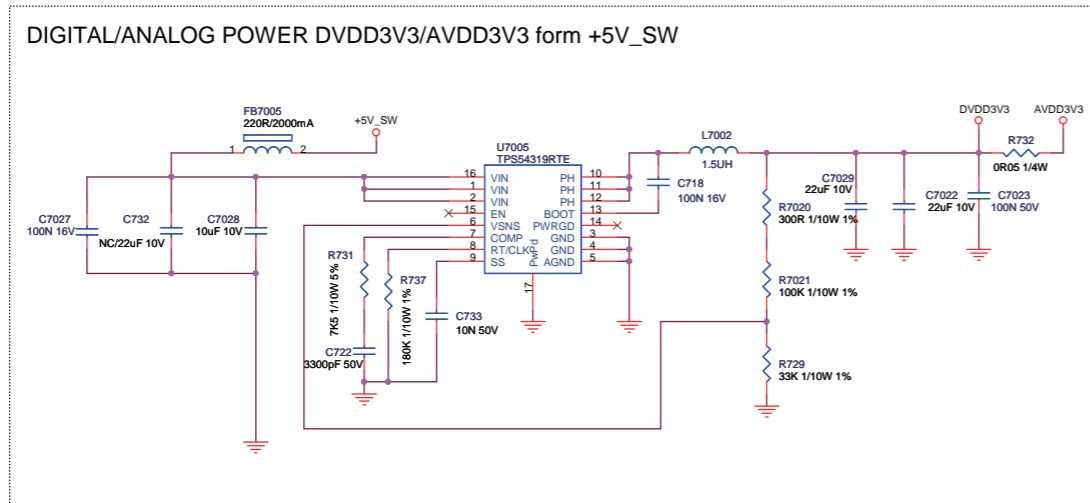 DIGITAL/ANALOG POWER DVDD3V3/AVDD3V3 form +5V_SW
FB7005
220R/2000mA
1
2
+5V_SW
C7027
100N 16V
C732
NC/22uF 10V
C7028
10uF 10V
U7005
TPS54319RTE
16 VIN PH 10
1 VIN PH 11
2 VIN PH 12
15 EN BOOT 13
6 VSNS PWRGD 14
7 COMP GND 3
8 RT/CLK GND 4
9 SS AGND 5
PwPd
17
R731
7K5 1/10W 5%
R737
180K 1/10W 1%
C722
3300pF 50V
C733
10N 50V
C718
100N 16V
L7002
1.5UH
R7020
300R 1/10W 1%
R7021
100K 1/10W 1%
R729
33K 1/10W 1%
C7029
22uF 10V
C7022
22uF 10V
C7023
100N 50V
DVDD3V3
AVDD3V3
R732
0R05 1/4W